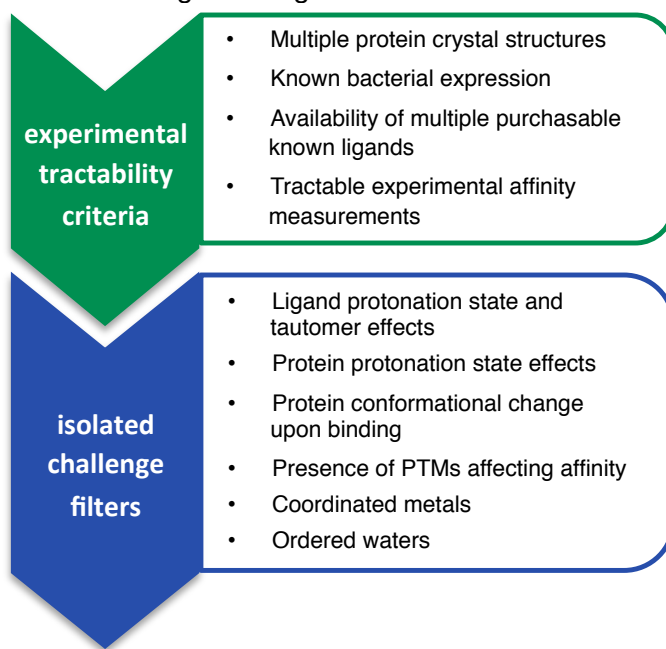 experimental
tractability
criteria
• Multiple protein crystal structures
• Known bacterial expression
• Availability of multiple purchasable
known ligands
• Tractable experimental affinity
measurements
isolated
challenge
filters
• Ligand protonation state and
tautomer effects
• Protein protonation state effects
• Protein conformational change
upon binding
• Presence of PTMs affecting affinity
• Coordinated metals
• Ordered waters